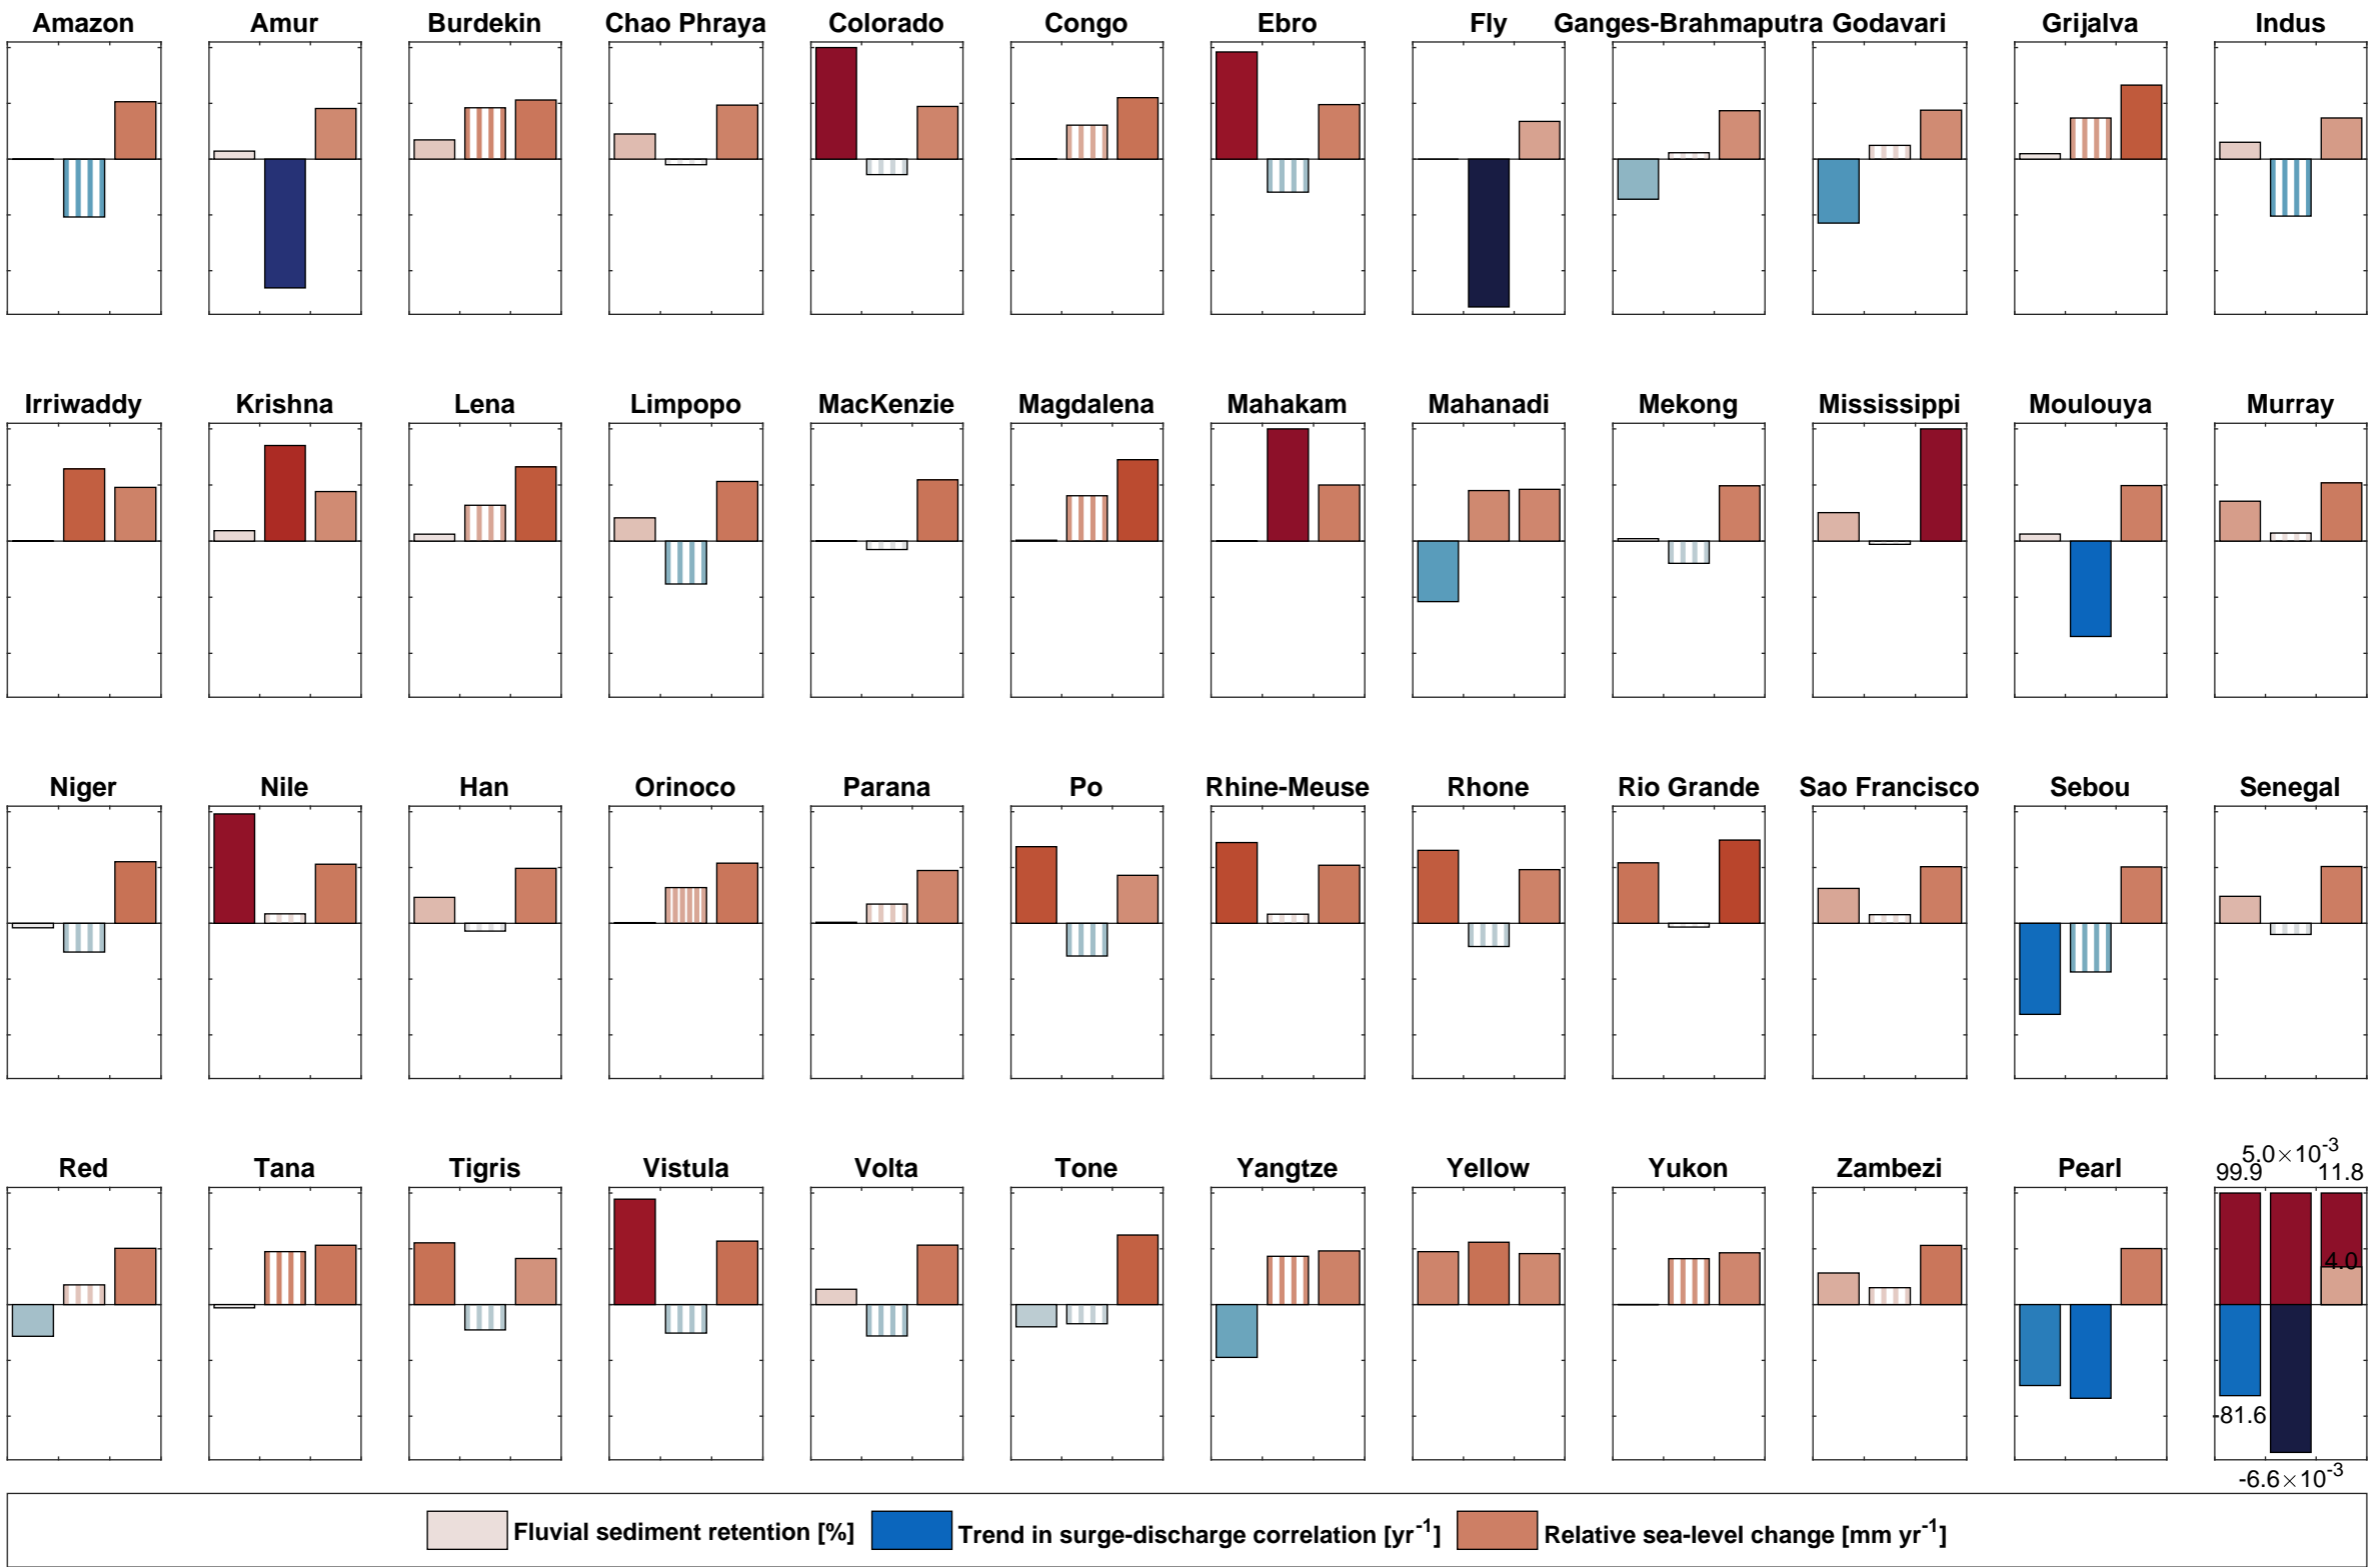 Amazon Amur Burdekin Chao Phraya Colorado Congo Ebro Fly Ganges-Brahmaputra Godavari Grijalva Indus
Irriwaddy Krishna Lena Limpopo MacKenzie Magdalena Mahakam Mahanadi Mekong Mississippi Moulouya Murray
Niger Nile Han Orinoco Parana Po Rhine-Meuse Rhone Rio Grande Sao Francisco Sebou Senegal
5.0×10⁻³
Red Tana Tigris Vistula Volta Tone Yangtze Yellow Yukon Zambezi Pearl 99.9 11.8
4.0
-81.6
-6.6×10⁻³
Fluvial sediment retention [%] Trend in surge-discharge correlation [yr⁻¹] Relative sea-level change [mm yr⁻¹]